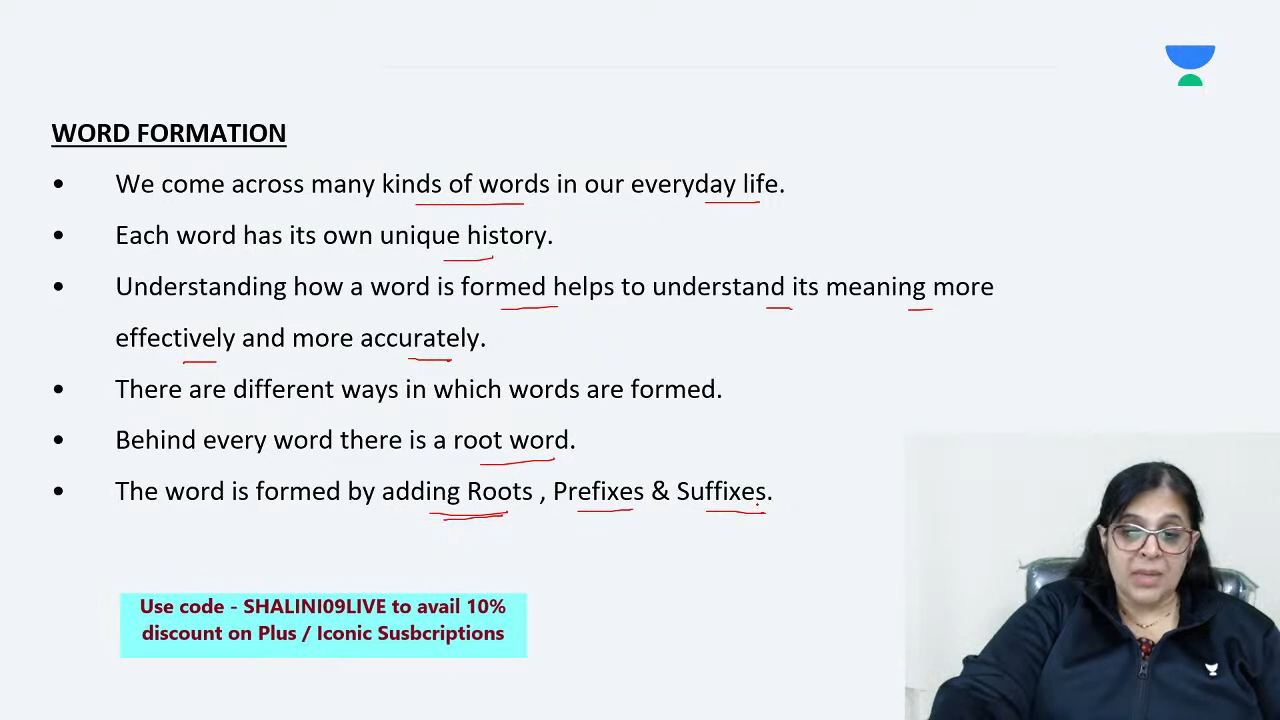 WORD FORMATION
• We come across many kinds of words in our everyday life.
• Each word has its own unique history.
• Understanding how a word is formed helps to understand its meaning more
effectively and more accurately.
• There are different ways in which words are formed.
• Behind every word there is a root word.
• The word is formed by adding Roots , Prefixes & Suffixes.
Use code - SHALINI09LIVE to avail 10%
discount on Plus / Iconic Susbcriptions